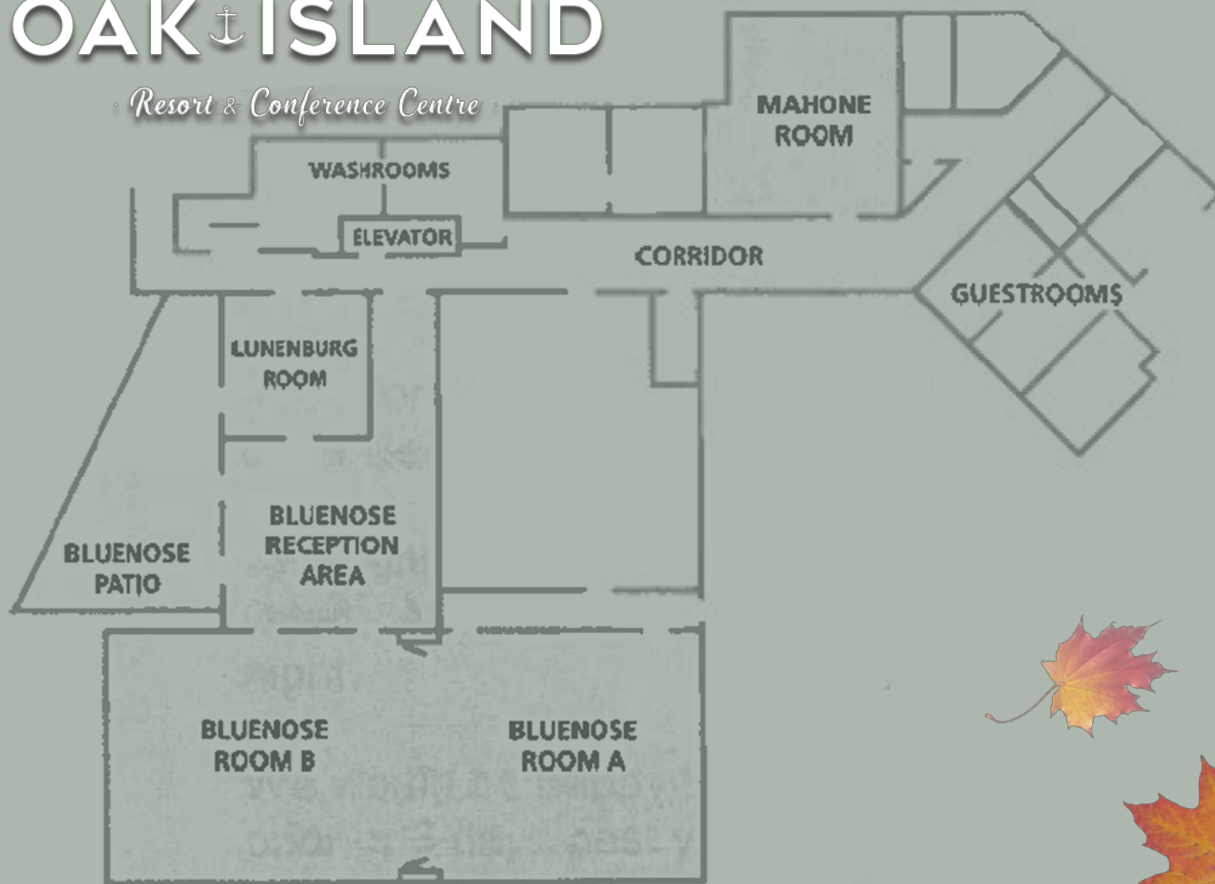 OAK ISLAND
Resort & Conference Centre
MAHONE
ROOM
WASHROOMS
ELEVATOR
CORRIDOR
GUESTROOMS
LUNENBURG
ROOM
BLUENOSE
RECEPTION
AREA
BLUENOSE
PATIO
BLUENOSE
ROOM B
BLUENOSE
ROOM A